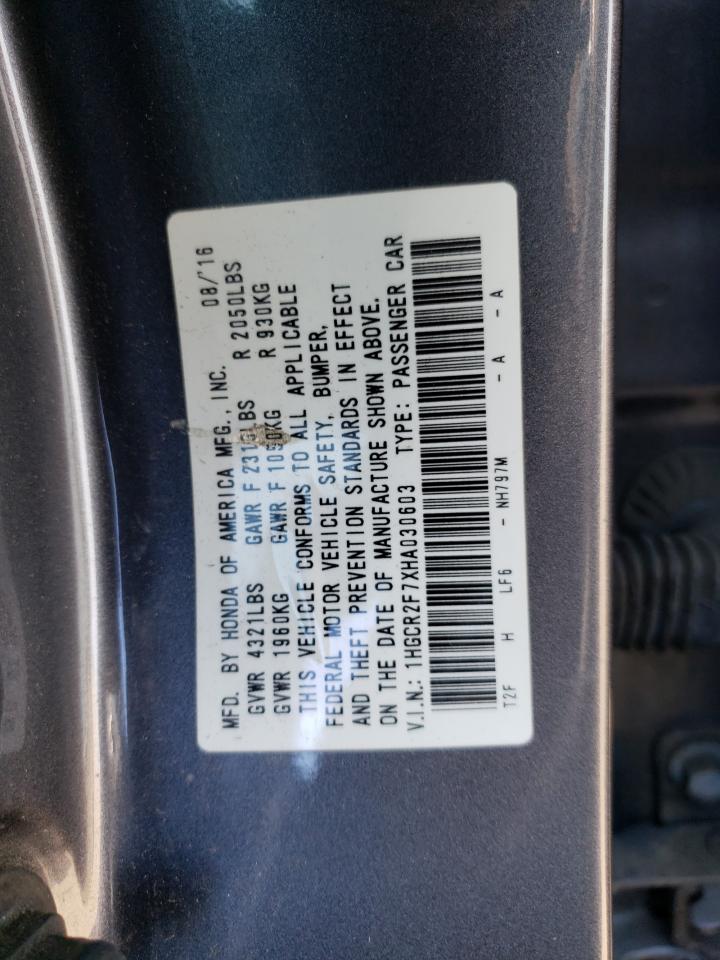 MFD. BY HONDA OF AMERICA MFG., INC. 08/'16
GVWR 4321LBS GAWR F LBS R 2050LBS
GVWR 1960KG GAWR F R 930KG
THIS VEHICLE CONFORMS TO ALL APPLICABLE
FEDERAL MOTOR VEHICLE SAFETY, BUMPER,
AND THEFT PREVENTION STANDARDS IN EFFECT
ON THE DATE OF MANUFACTURE SHOWN ABOVE.
V.I.N.: 1HGCR2F7XHA030603 TYPE: PASSENGER CAR
T2F H LF6 - NH797M - A - A